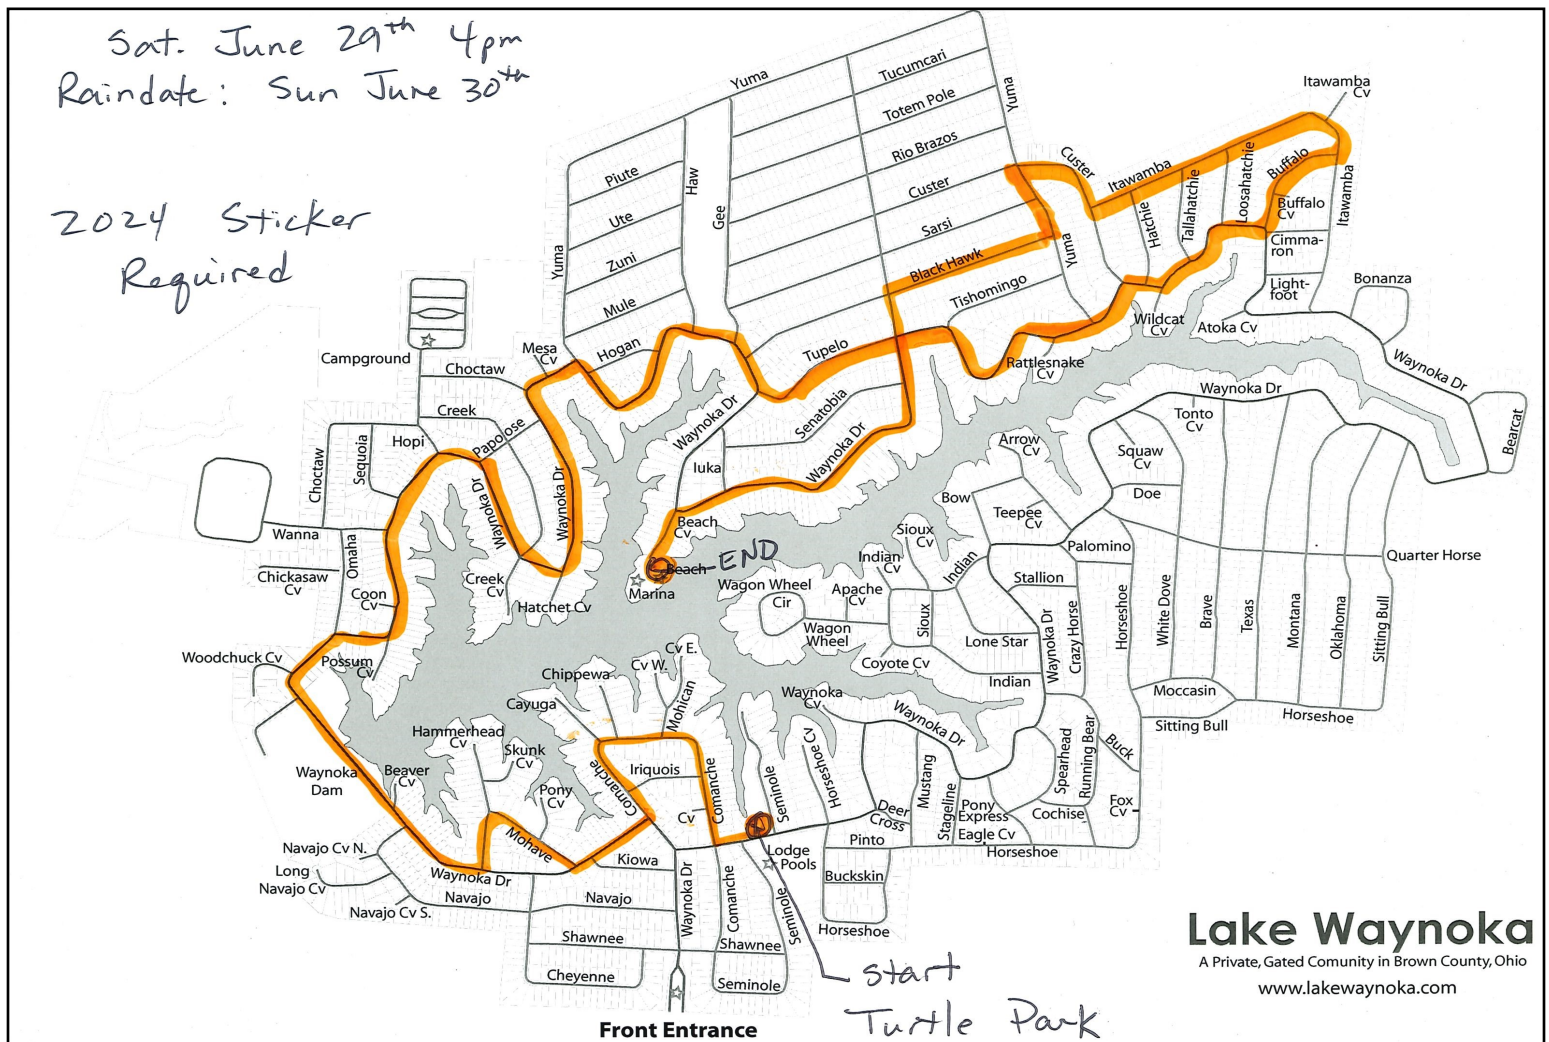 Sat. June 29th 4pm
Raindate: Sun June 30th
2024 Sticker
Required
Yuma
Tucumcari
Totem Pole
Yuma
Rio Brazos
Piute
Haw
Custer
Ute
Gee
Sarsi
Yuma
Zuni
Black Hawk
Mule
Tishomingo
Yuma
Custer
Itawamba
Cv
Itawamba
Hatchie
Tallahatchie
Loosahatchie
Buffalo
Buffalo
Cv
Itawamba
Cimma-
ron
Light-
foot
Bonanza
Wildcat
Cv
Atoka Cv
Rattlesnake
Cv
Waynoka Dr
Waynoka Dr
Bearcat
Campground
Mesa
Cv
Hogan
Tupelo
Choctaw
Creek
Papoose
Hopi
Sequoia
Choctaw
Waynoka Dr
Senatobia
Waynoka Dr
Iuka
Waynoka Dr
Waynoka Dr
Beach
Cv
Beach
END
Marina
Wanna
Omaha
Chickasaw
Cv
Coon
Cv
Creek
Cv
Hatchet Cv
Arrow
Cv
Tonto
Cv
Squaw
Cv
Doe
Bow
Teepee
Cv
Palomino
Quarter Horse
Sioux
Cv
Indian
Cv
Indian
Stallion
Wagon Wheel
Cir
Apache
Cv
Wagon
Wheel
Sioux
Lone Star
Coyote Cv
Indian
Waynoka Dr
Crazy Horse
Horseshoe
White Dove
Brave
Texas
Montana
Oklahoma
Sitting Bull
Moccasin
Sitting Bull
Horseshoe
Woodchuck Cv
Possum
Cv
Chippewa
Cv W.
Cv E.
Mohican
Cayuga
Waynoka
Cv
Waynoka Dr
Hammerhead
Cv
Skunk
Cv
Iriquois
Comanche
Comanche
Cv
Seminole
Horseshoe Cv
Horseshoe
Waynoka
Dam
Beaver
Cv
Pony
Cv
Mohave
Kiowa
Deer
Cross
Mustang
Stageline
Pony
Express
Eagle Cv
Spearhead
Running Bear
Buck
Cochise
Fox
Cv
Pinto
Horseshoe
Lodge
Pools
Buckskin
Horseshoe
Navajo Cv N.
Long
Navajo Cv
Navajo Cv S.
Waynoka Dr
Navajo
Navajo
Waynoka Dr
Comanche
Seminole
Shawnee
Shawnee
Cheyenne
Seminole
start
Turtle Park
Front Entrance
Lake Waynoka
A Private, Gated Comunity in Brown County, Ohio
www.lakewaynoka.com